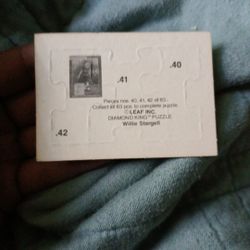 .40
.41
Pieces nos. 40, 41, 42 of 63.
Collect all 63 pcs. to complete puzzle.
©LEAF INC.
DIAMOND KING™ PUZZLE
Willie Stargell
.42